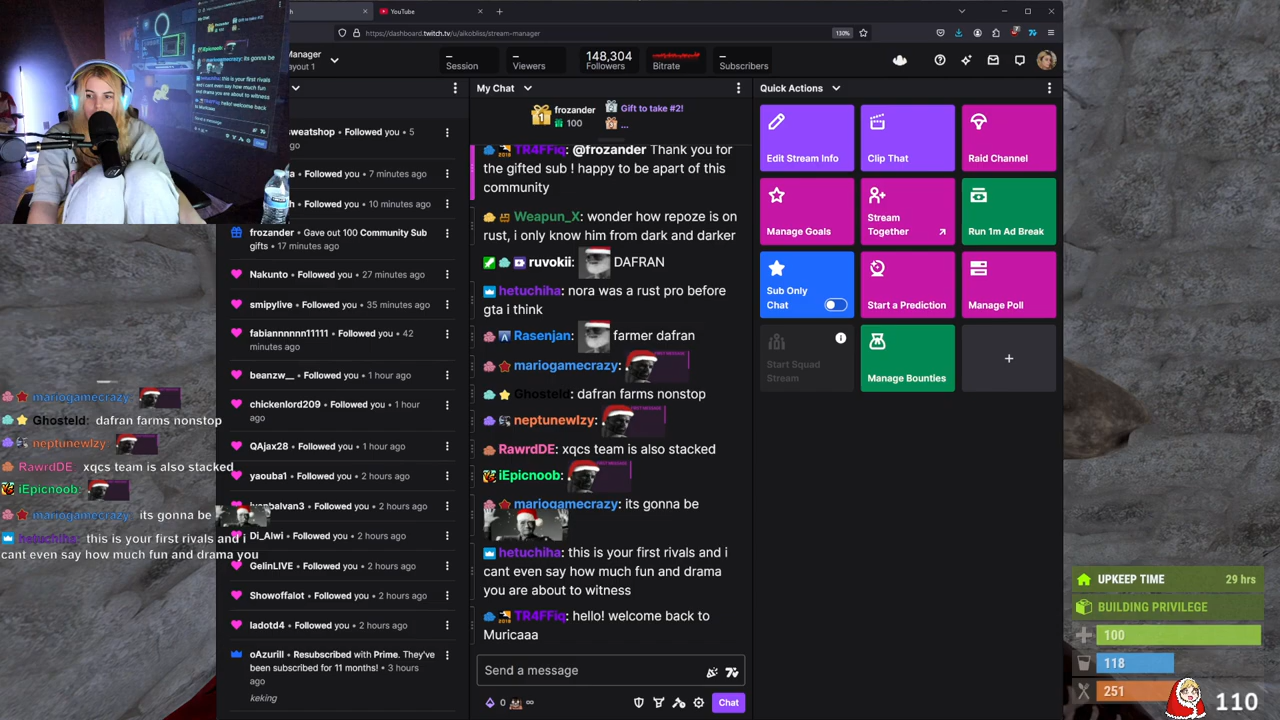 YouTube
https://dashboard.twitch.tv/u/aikobliss/stream-manager
130%
Manager
ayout 1
–
Session
–
Viewers
148,304
Followers
Bitrate
–
Subscribers
sweatshop • Followed you • 5
• Followed you • 7 minutes ago
• Followed you • 10 minutes ago
frozander • Gave out 100 Community Sub
gifts • 17 minutes ago
Nakunto • Followed you • 27 minutes ago
smipylive • Followed you • 35 minutes ago
fabiannnnnn11111 • Followed you • 42
minutes ago
beanzw__ • Followed you • 1 hour ago
chickenlord209 • Followed you • 1 hour
ago
QAjax28 • Followed you • 1 hour ago
yaouba1 • Followed you • 2 hours ago
• Followed you • 2 hours ago
Di_Alwi • Followed you • 2 hours ago
GelinLIVE • Followed you • 2 hours ago
Showoffalot • Followed you • 2 hours ago
ladotd4 • Followed you • 2 hours ago
oAzurill • Resubscribed with Prime. They've
been subscribed for 11 months! • 3 hours
ago
keking
My Chat
1
frozander
100
2 Gift to take #2!
3 ...
TR4FFiq: @frozander Thank you for
the gifted sub ! happy to be apart of this
community
Weapun_X: wonder how repoze is on
rust, i only know him from dark and darker
ruvokii: DAFRAN
hetuchiha: nora was a rust pro before
gta i think
Rasenjan: farmer dafran
mariogamecrazy:
Ghosteld: dafran farms nonstop
neptunewlzy:
RawrdDE: xqcs team is also stacked
iEpicnoob:
mariogamecrazy: its gonna be
hetuchiha: this is your first rivals and i
cant even say how much fun and drama
you are about to witness
TR4FFiq: hello! welcome back to
Muricaaa
Send a message
0
∞
Chat
Quick Actions
Edit Stream Info
Clip That
Raid Channel
Manage Goals
Stream
Together
Run 1m Ad Break
Sub Only
Chat
Start a Prediction
Manage Poll
Start Squad
Stream
Manage Bounties
mariogamecrazy:
Ghosteld: dafran farms nonstop
neptunewlzy:
RawrdDE: xqcs team is also stacked
iEpicnoob:
mariogamecrazy: its gonna be
hetuchiha: this is your first rivals and i
cant even say how much fun and drama you
UPKEEP TIME 29 hrs
BUILDING PRIVILEGE
100
118
251
110